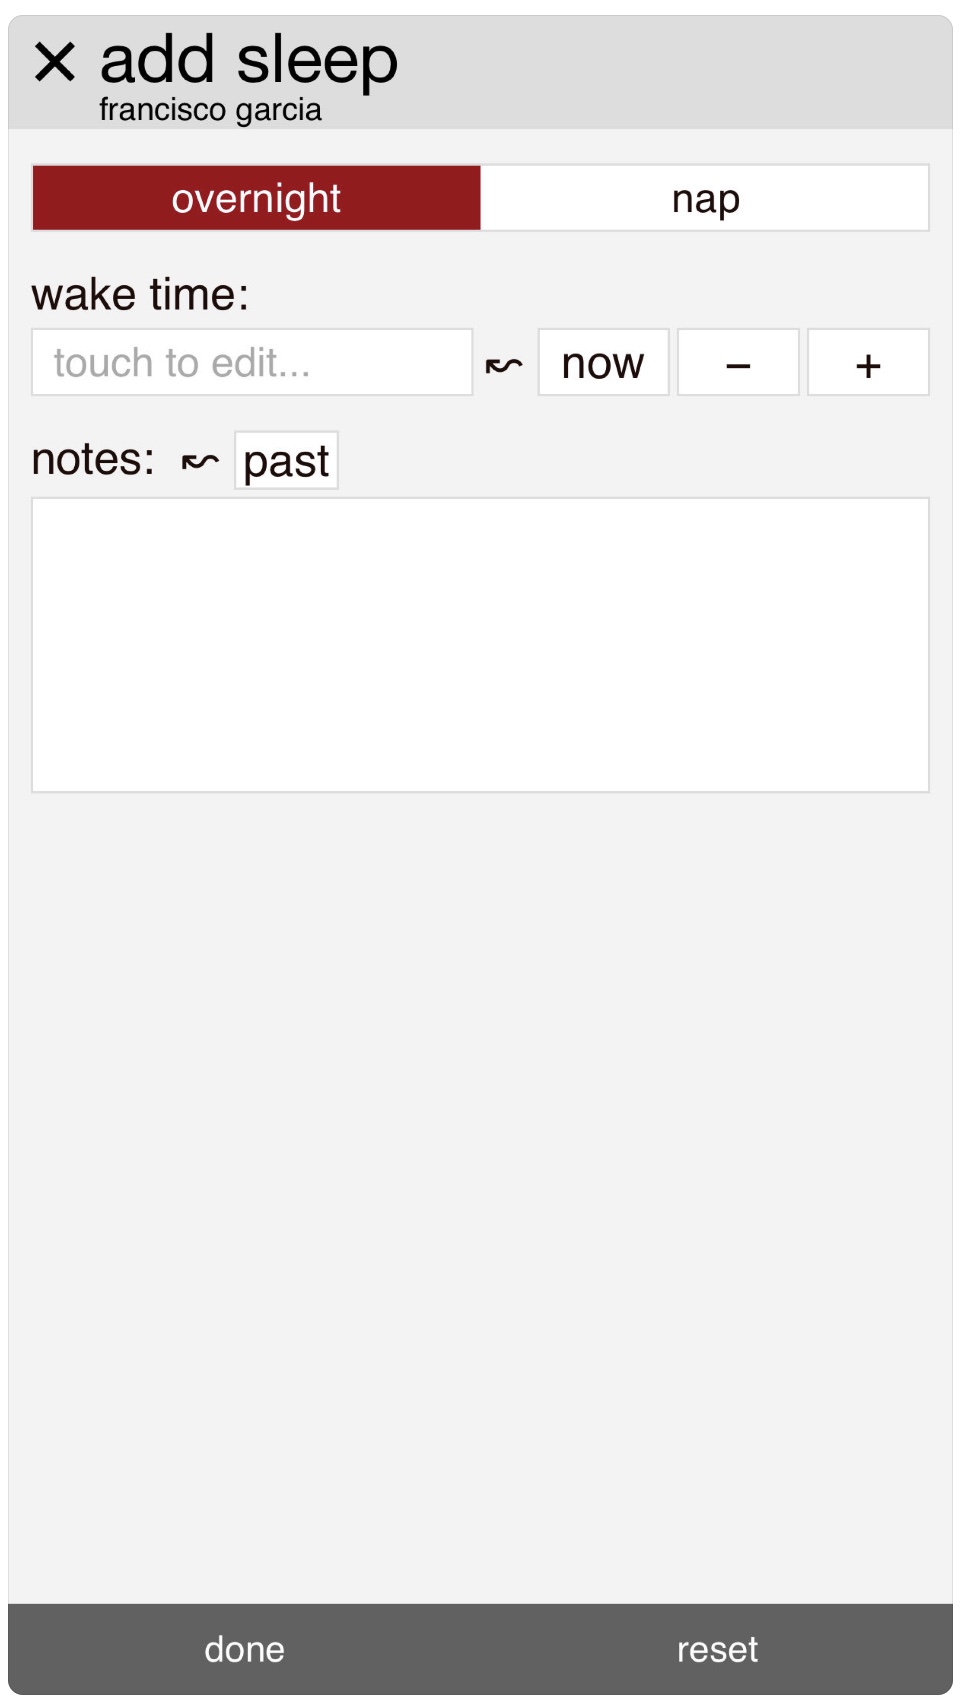 × add sleep
francisco garcia
overnight nap
wake time:
touch to edit... ↜ now − +
notes: ↜ past
done reset